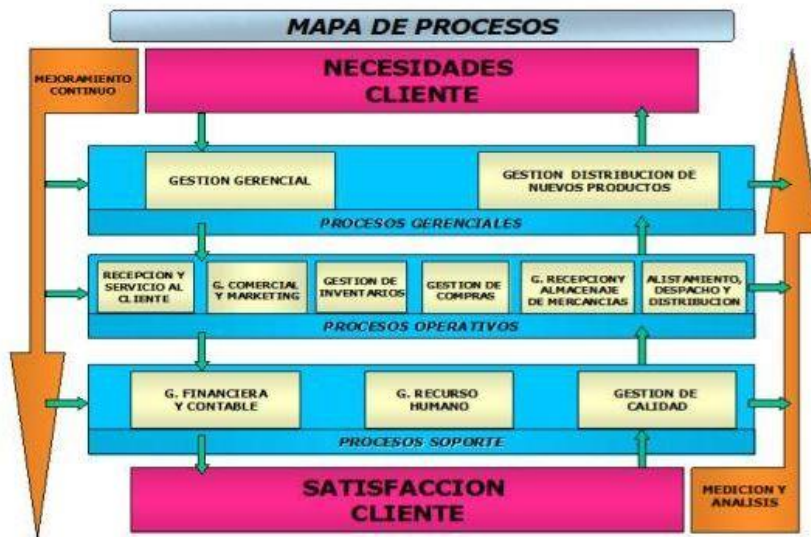 MAPA DE PROCESOS
MEJORAMIENTO
CONTINUO
NECESIDADES
CLIENTE
GESTION GERENCIAL
GESTION DISTRIBUCION DE
NUEVOS PRODUCTOS
PROCESOS GERENCIALES
RECEPCION Y
SERVICIO AL
CLIENTE
G. COMERCIAL
Y MARKETING
GESTION DE
INVENTARIOS
GESTION DE
COMPRAS
G. RECEPCIONY
ALMACENAJE
DE MERCANCIAS
ALISTAMIENTO,
DESPACHO Y
DISTRIBUCION
PROCESOS OPERATIVOS
G. FINANCIERA
Y CONTABLE
G. RECURSO
HUMANO
GESTION DE
CALIDAD
PROCESOS SOPORTE
SATISFACCION
CLIENTE
MEDICION Y
ANALISIS